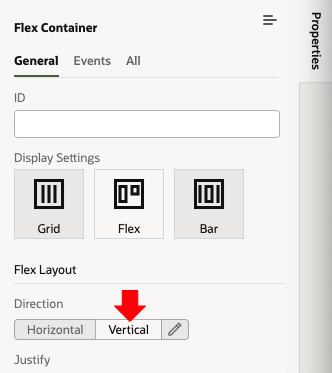 Flex Container
General Events All
ID
Display Settings
Grid Flex Bar
Flex Layout
Direction
Horizontal Vertical
Justify
Properties